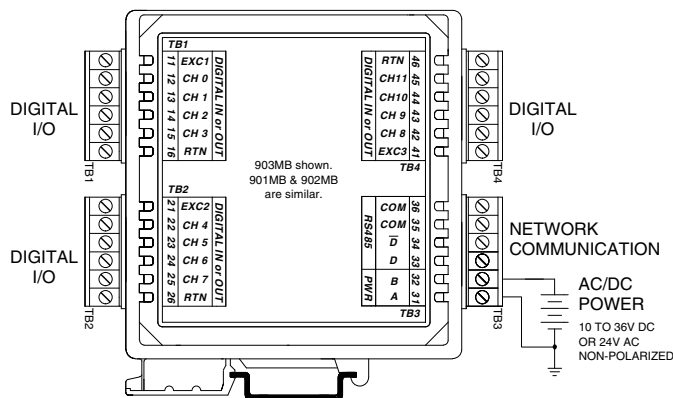 TB1
11 EXC1
12 CH 0
13 CH 1
14 CH 2
15 CH 3
16 RTN
DIGITAL IN or OUT
DIGITAL
I/O
TB1
RTN 46
CH11 45
CH10 44
CH 9 43
CH 8 42
EXC3 41
DIGITAL IN or OUT
TB4
DIGITAL
I/O
TB4
903MB shown.
901MB & 902MB
are similar.
TB2
21 EXC2
22 CH 4
23 CH 5
24 CH 6
25 CH 7
26 RTN
DIGITAL IN or OUT
DIGITAL
I/O
TB2
COM 36
COM 35
D̅ 34
D 33
B 32
A 31
RS485
PWR
TB3
TB3
NETWORK
COMMUNICATION
AC/DC
POWER
10 TO 36V DC
OR 24V AC
NON-POLARIZED